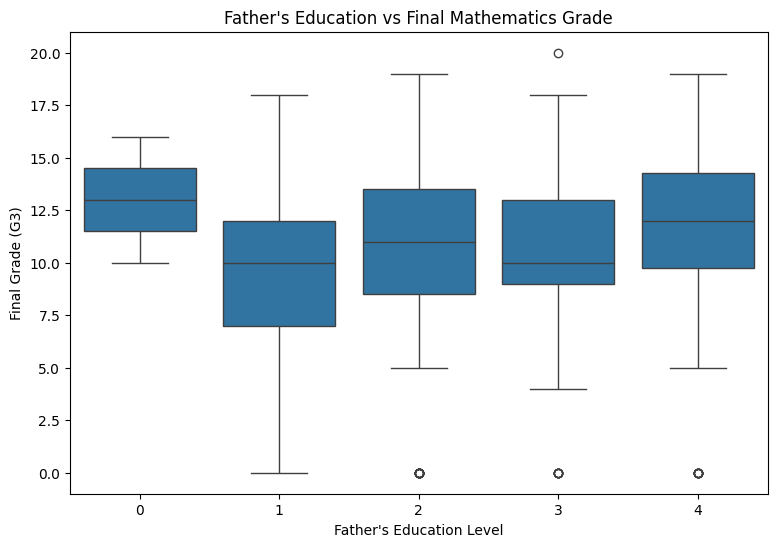 Father's Education vs Final Mathematics Grade
20.0
17.5
15.0
12.5
10.0
7.5
5.0
2.5
0.0
Final Grade (G3)
0 1 2 3 4
Father's Education Level